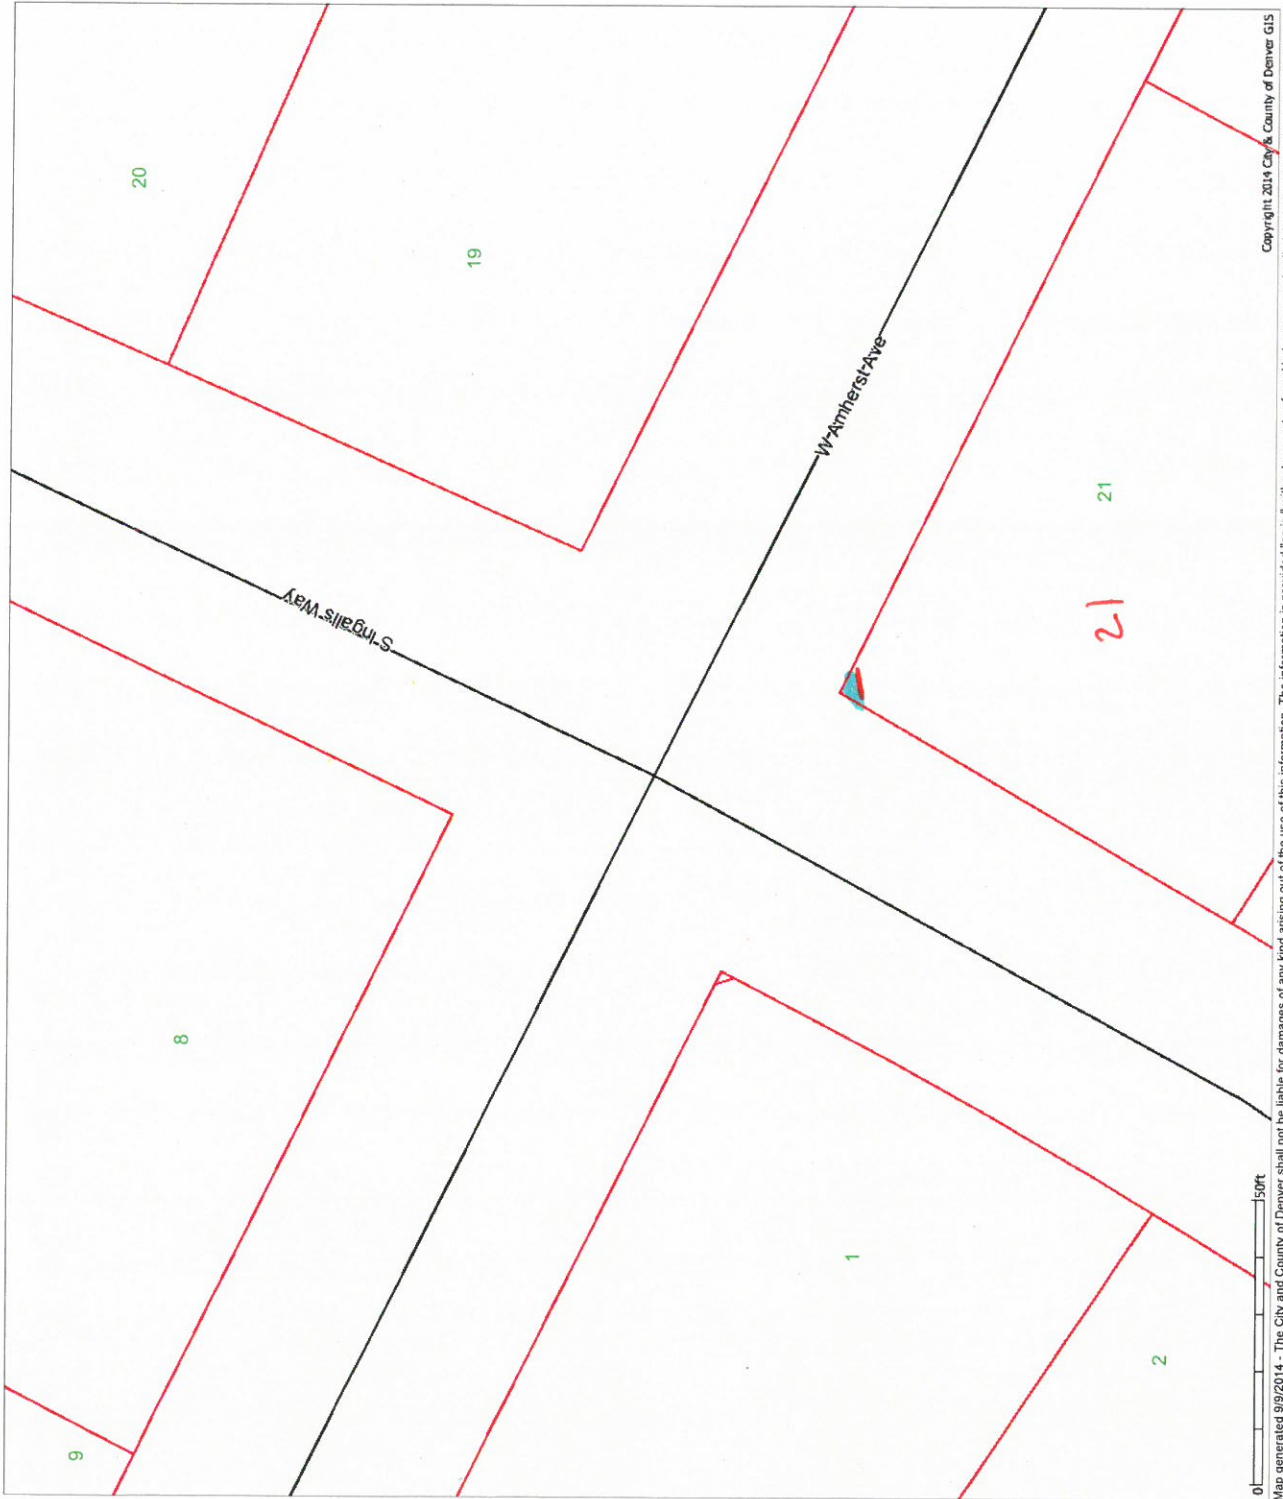 20
19
S Ingalls Way
W Amherst Ave
8
21
21
9
1
2
0 50ft
Copyright 2014 City & County of Denver GIS
Map generated 9/9/2014 - The City and County of Denver shall not be liable for damages of any kind arising out of the use of this information. The information is provided